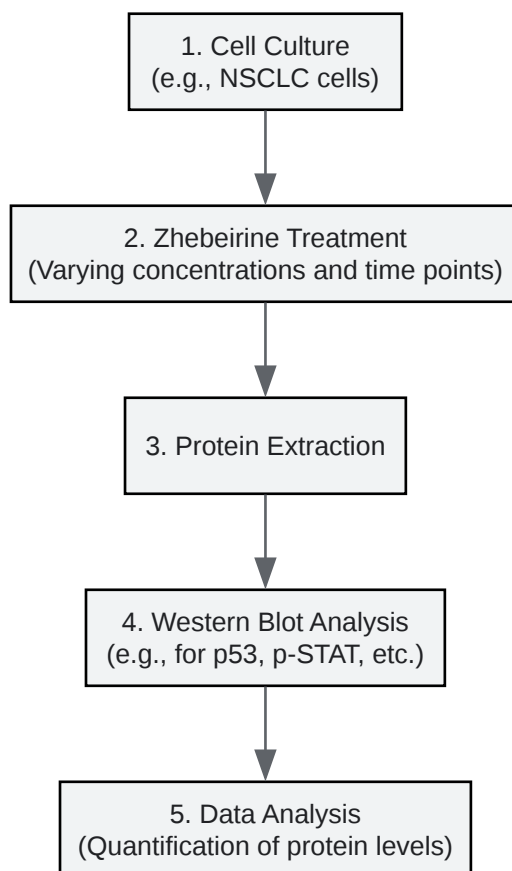 1. Cell Culture
(e.g., NSCLC cells)
2. Zhebeirine Treatment
(Varying concentrations and time points)
3. Protein Extraction
4. Western Blot Analysis
(e.g., for p53, p-STAT, etc.)
5. Data Analysis
(Quantification of protein levels)